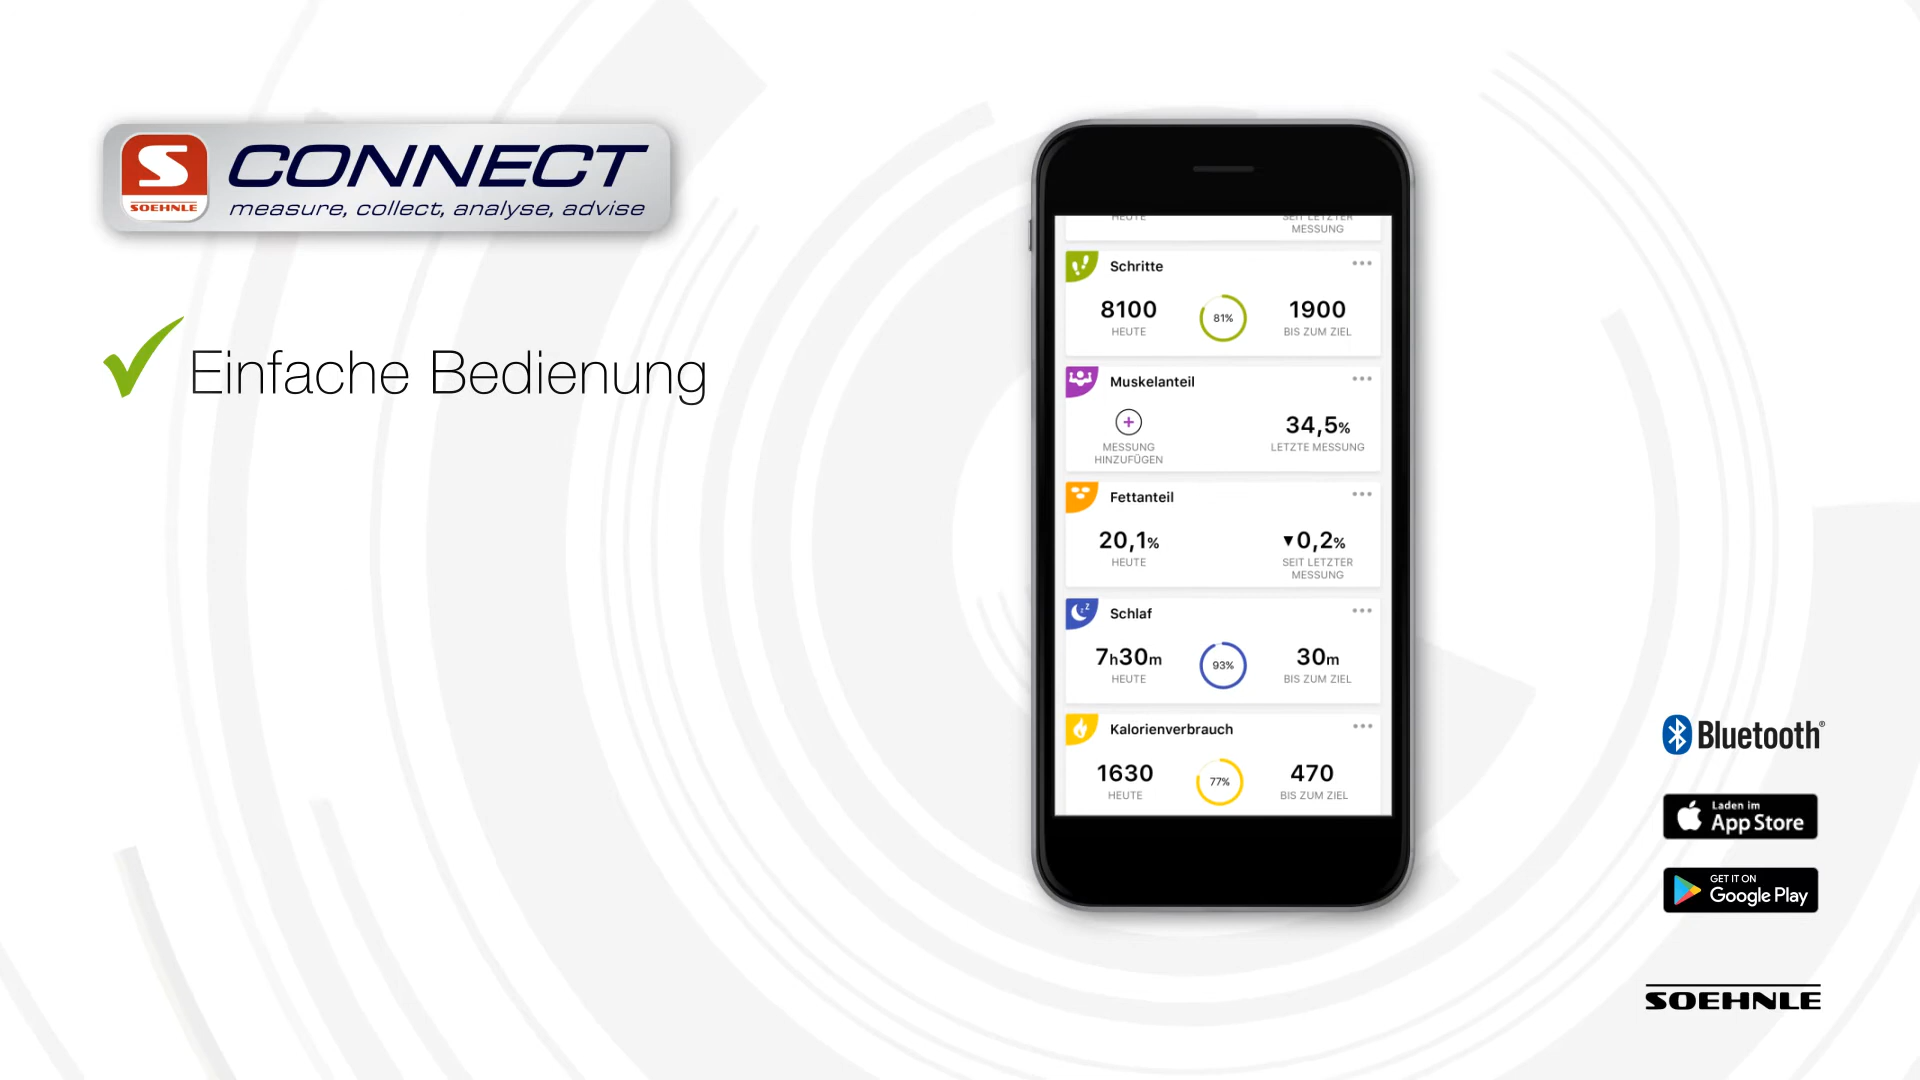 S
SOEHNLE
CONNECT
measure, collect, analyse, advise
Einfache Bedienung
HEUTE
SEIT LETZTER
MESSUNG
Schritte
8100
HEUTE
81%
1900
BIS ZUM ZIEL
Muskelanteil
MESSUNG
HINZUFÜGEN
34,5%
LETZTE MESSUNG
Fettanteil
20,1%
HEUTE
▼0,2%
SEIT LETZTER
MESSUNG
Schlaf
7h30m
HEUTE
93%
30m
BIS ZUM ZIEL
Kalorienverbrauch
1630
HEUTE
77%
470
BIS ZUM ZIEL
Bluetooth®
Laden im
App Store
GET IT ON
Google Play
SOEHNLE